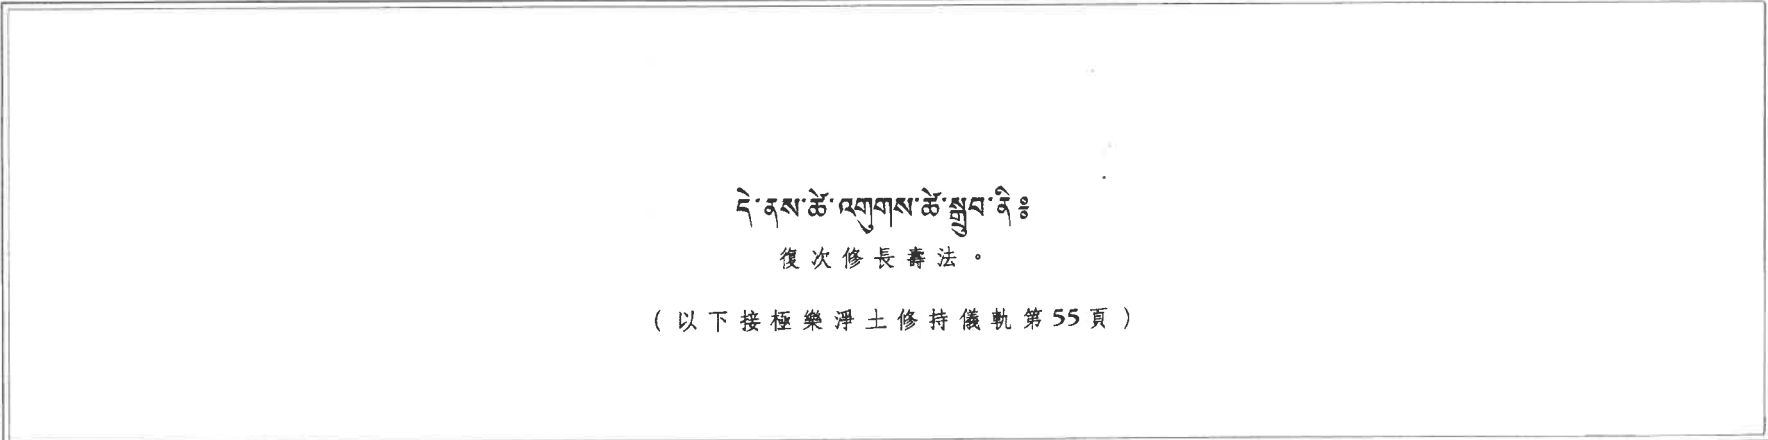 དེ་ནས་ཚེ་འགུགས་ཚེ་སྒྲུབ་ནི༔
復次修長壽法。
（以下接極樂淨土修持儀軌第55頁）